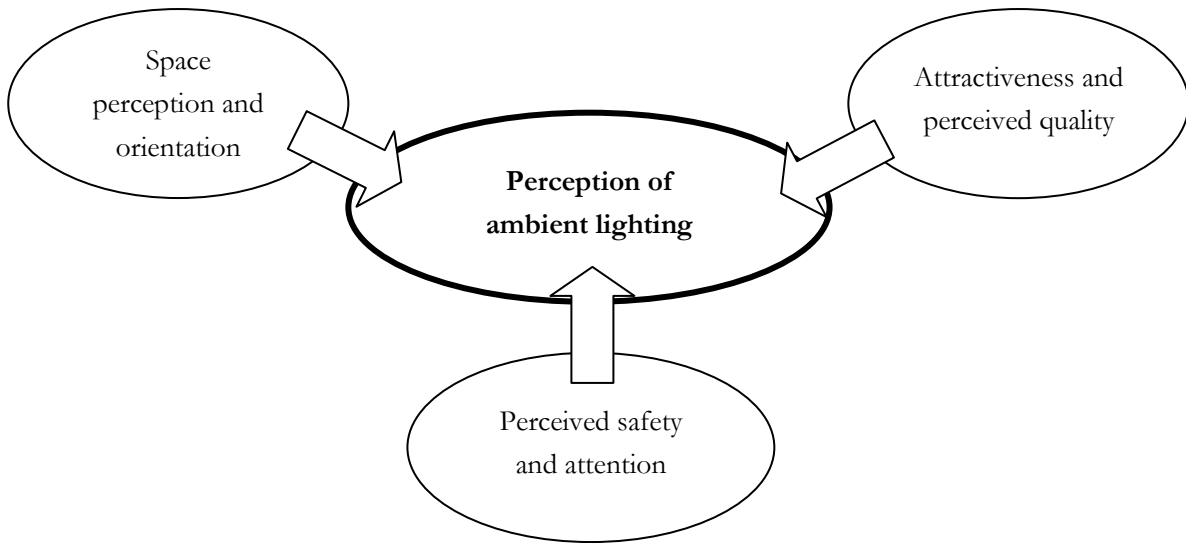 Space
perception and
orientation
Attractiveness and
perceived quality
Perception of
ambient lighting
Perceived safety
and attention